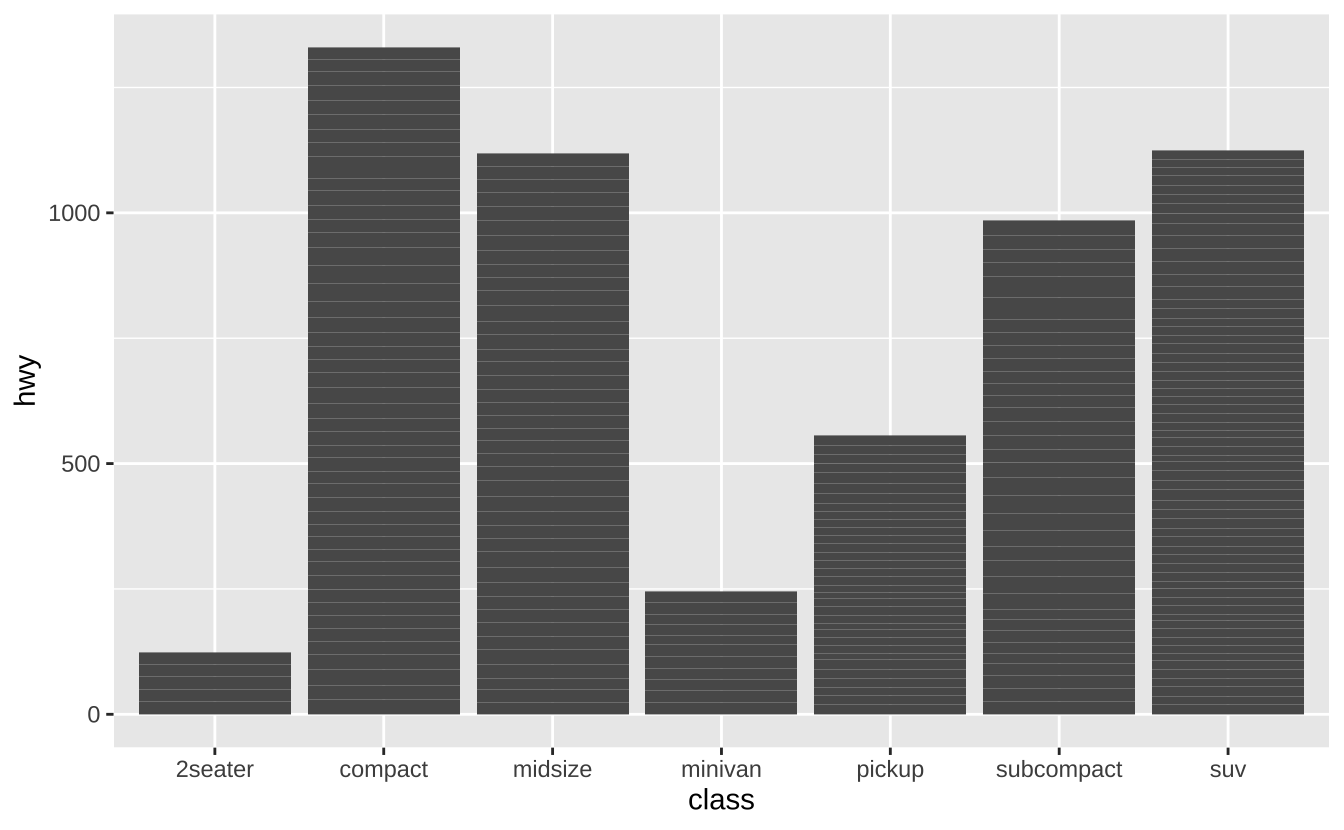 1000
500
0
hwy
2seater compact midsize minivan pickup subcompact suv
class